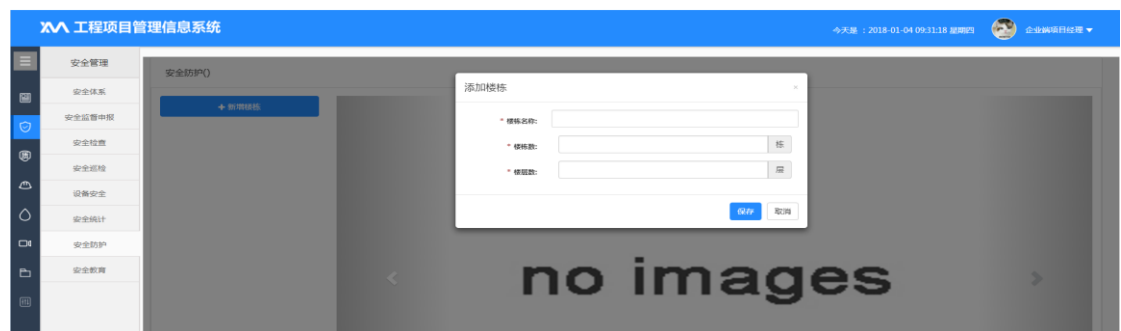 工程项目管理信息系统
今天是 : 2018-01-04 09:31:18 星期四
企业端项目经理
安全管理
安全体系
安全监督申报
安全检查
安全巡检
设备安全
安全统计
安全防护
安全教育
安全防护()
+ 新增楼栋
添加楼栋
×
* 楼栋名称:
* 楼栋数:
栋
* 楼层数:
层
保存
取消
no images